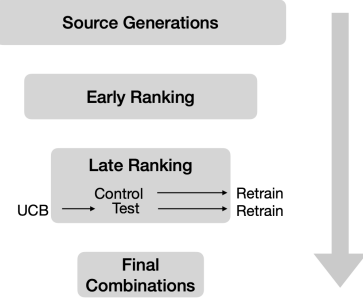 Source Generations
Early Ranking
Late Ranking
Control Retrain
UCB Test Retrain
Final
Combinations